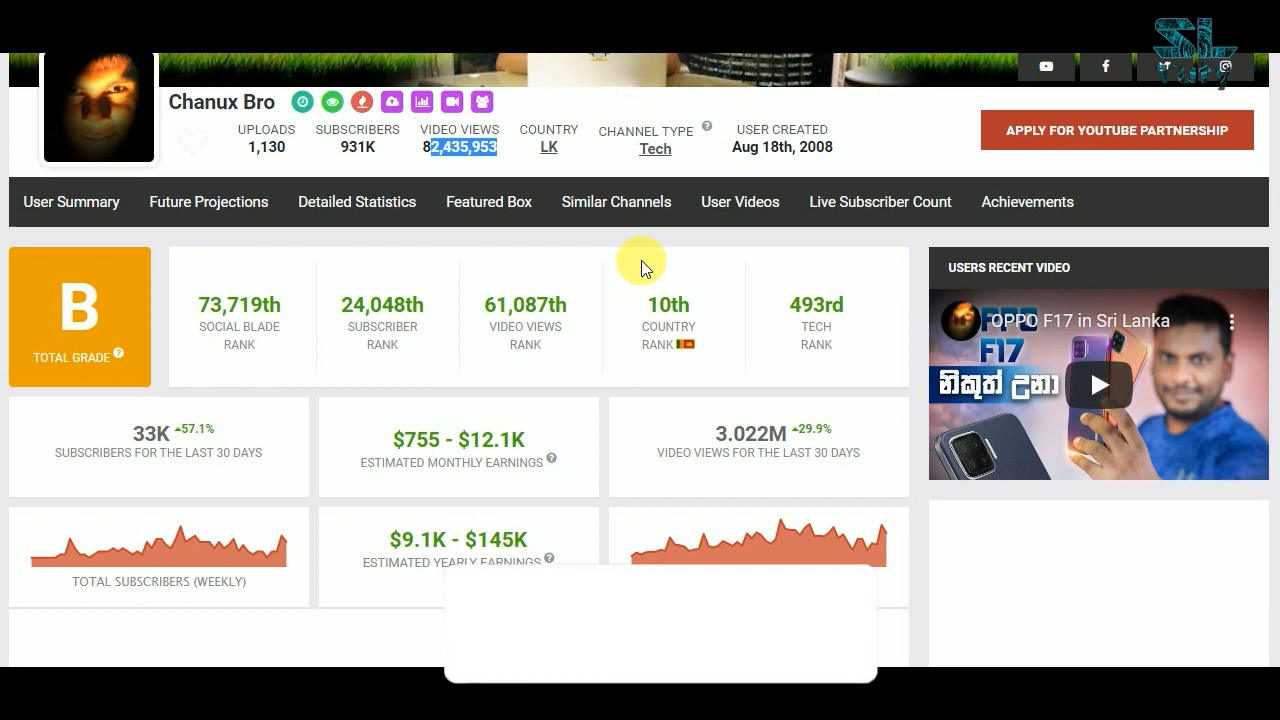 SL
Chanux Bro
UPLOADS
1,130
SUBSCRIBERS
931K
VIDEO VIEWS
82,435,953
COUNTRY
LK
CHANNEL TYPE
Tech
USER CREATED
Aug 18th, 2008
APPLY FOR YOUTUBE PARTNERSHIP
User Summary
Future Projections
Detailed Statistics
Featured Box
Similar Channels
User Videos
Live Subscriber Count
Achievements
B
TOTAL GRADE
73,719th
SOCIAL BLADE
RANK
24,048th
SUBSCRIBER
RANK
61,087th
VIDEO VIEWS
RANK
10th
COUNTRY
RANK
493rd
TECH
RANK
USERS RECENT VIDEO
OPPO F17 in Sri Lanka
OPPO
F17
නිකුත් උනා
33K 57.1%
SUBSCRIBERS FOR THE LAST 30 DAYS
$755 - $12.1K
ESTIMATED MONTHLY EARNINGS
3.022M 29.9%
VIDEO VIEWS FOR THE LAST 30 DAYS
TOTAL SUBSCRIBERS (WEEKLY)
$9.1K - $145K
ESTIMATED YEARLY EARNINGS